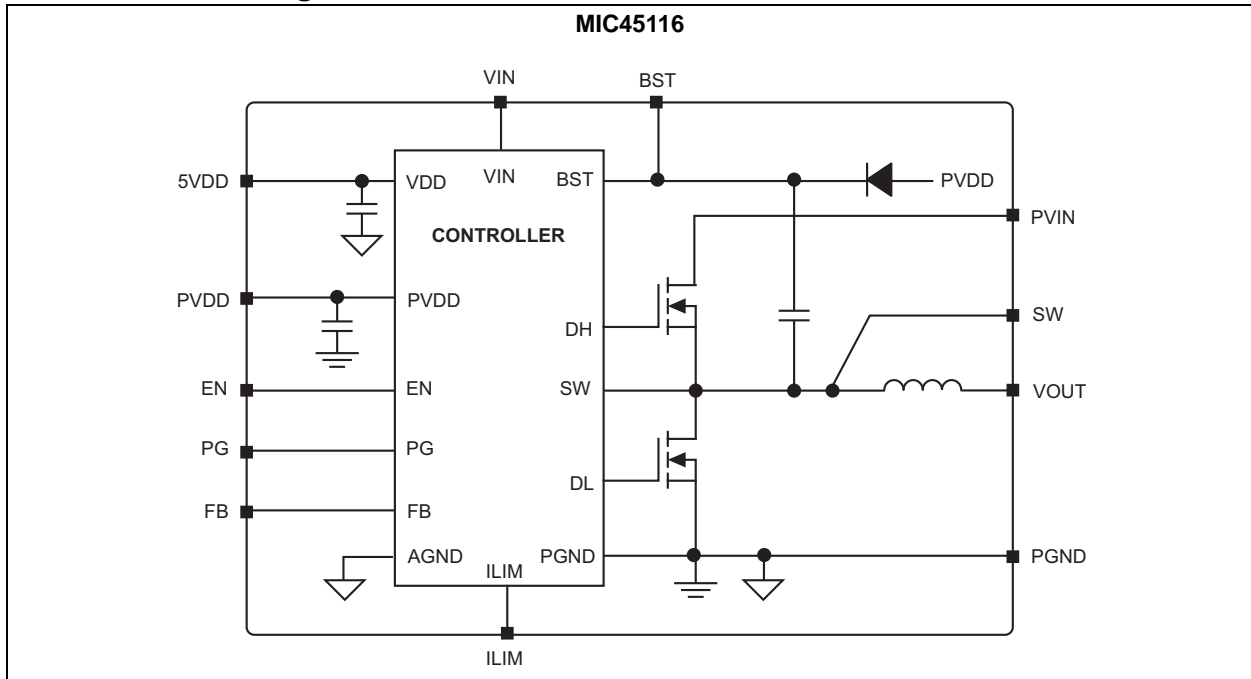 MIC45116
VIN
BST
5VDD
VDD
VIN
BST
PVDD
PVIN
CONTROLLER
PVDD
PVDD
DH
SW
EN
EN
SW
VOUT
PG
PG
DL
FB
FB
AGND
ILIM
PGND
PGND
ILIM